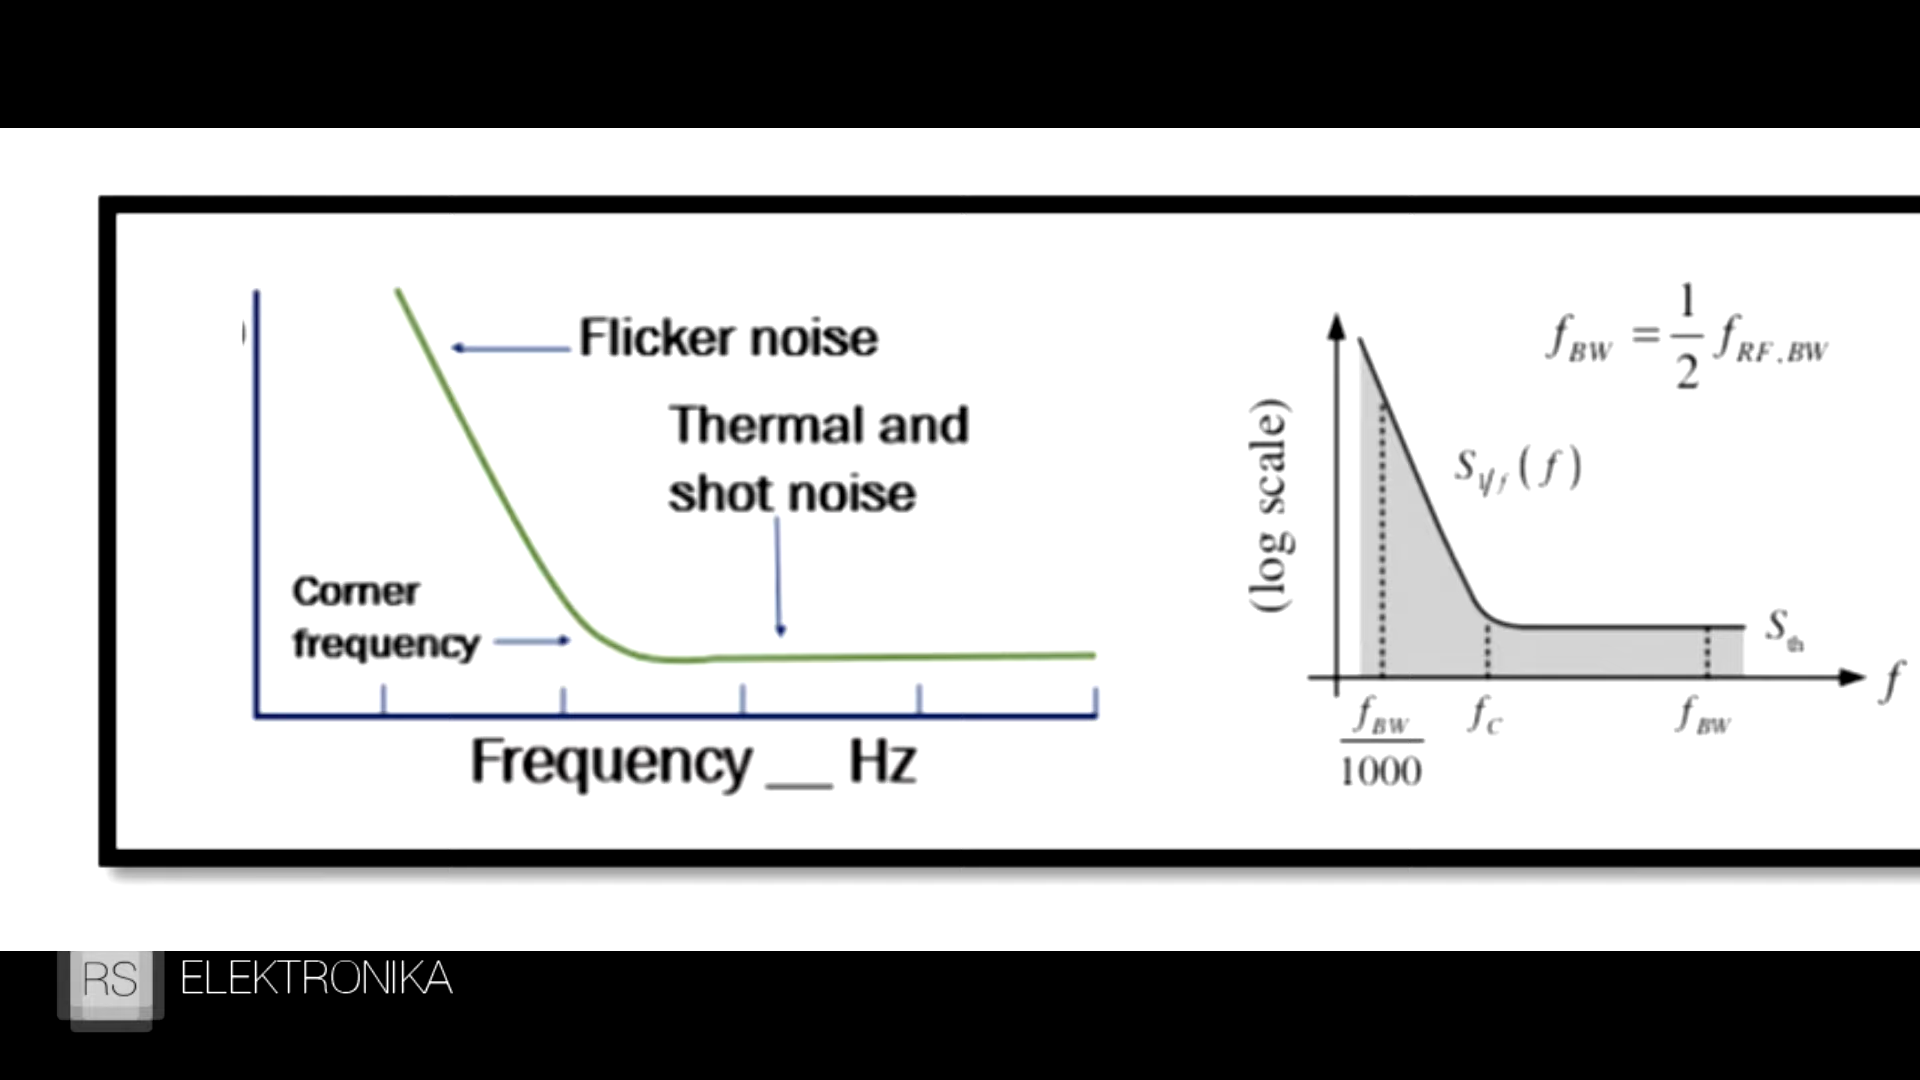 Flicker noise
Thermal and
shot noise
Corner
frequency
Frequency __ Hz
(log scale)
f_BW = 1/2 f_RF.BW
S_1/f (f)
S_th
f
f_BW/1000
f_C
f_BW
RS ELEKTRONIKA